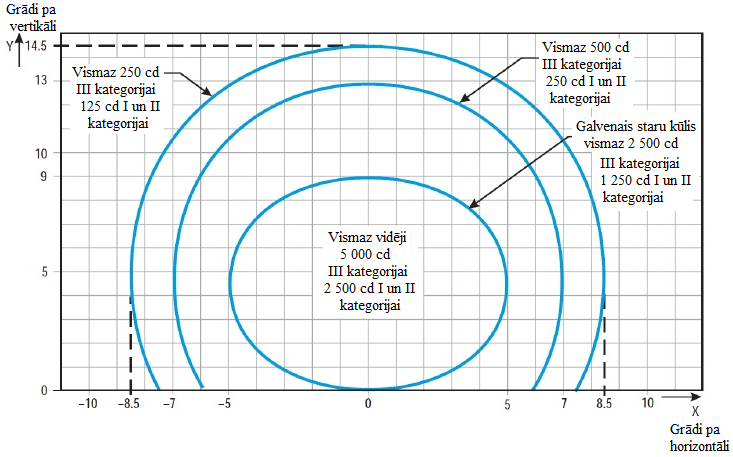 Grādi pa
vertikāli
Y
14.5
13
10
9
5
0
Vismaz 250 cd
III kategorijai
125 cd I un II
kategorijai
Vismaz 500 cd
III kategorijai
250 cd I un II
kategorijai
Galvenais staru kūlis
vismaz 2 500 cd
III kategorijai
1 250 cd I un II
kategorijai
Vismaz vidēji
5 000 cd
III kategorijai
2 500 cd I un II
kategorijai
−10 −8.5 −7 −5 0 5 7 8.5 10
X
Grādi pa
horizontāli